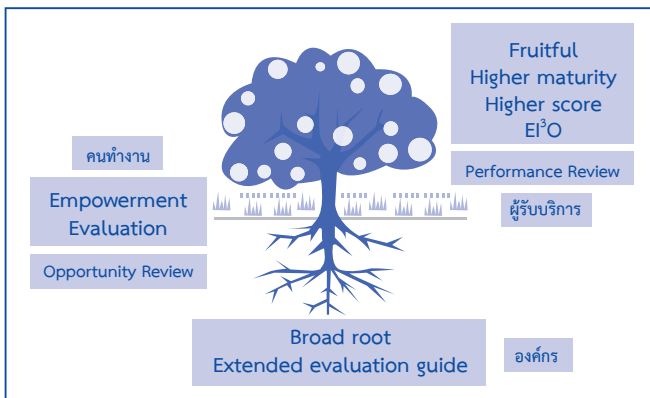 Fruitful
Higher maturity
Higher score
EI³O
Performance Review
ผู้รับบริการ
คนทำงาน
Empowerment
Evaluation
Opportunity Review
Broad root
Extended evaluation guide
องค์กร